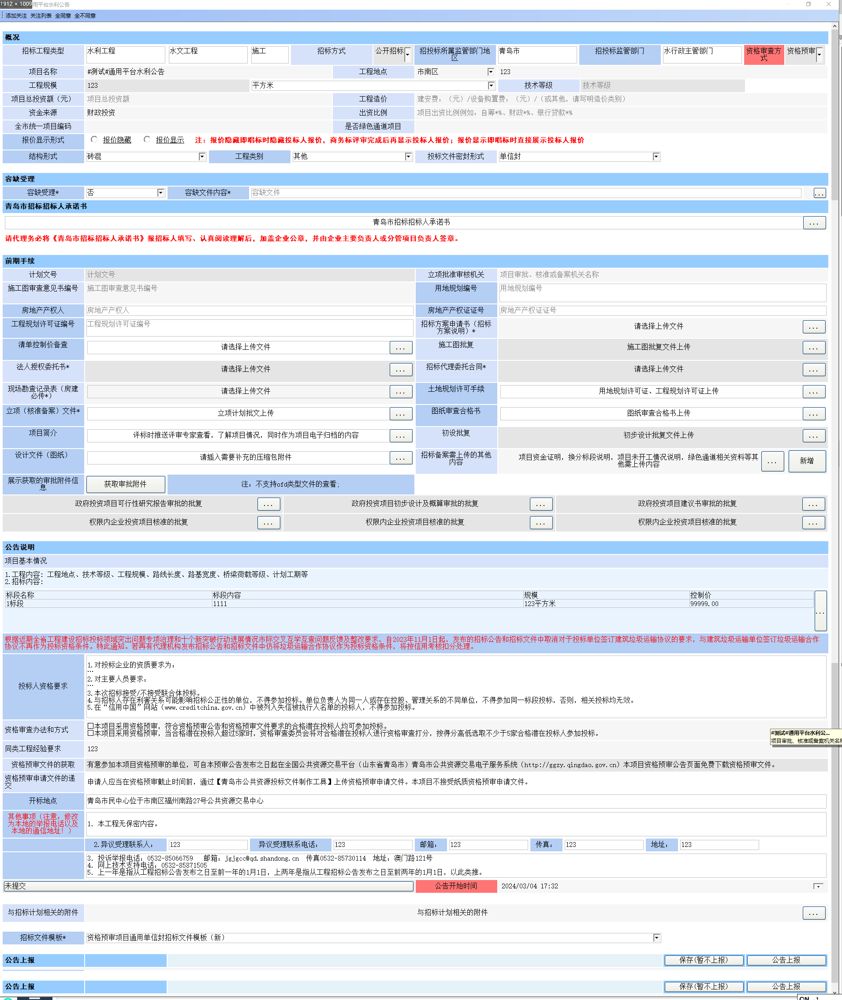 1912 × 1009
用平台水利公告
添加关注 关注列表 全同意 全不同意
概况
招标工程类型 水利工程 水文工程 施工 招标方式 公开招标 招投标所属监管部门地区 青岛市 招投标监管部门 水行政主管部门 资格审查方式 资格预审
项目名称 #测试#通用平台水利公告 工程地点 市南区 123
工程规模 123 平方米 技术等级 技术等级
项目总投资额（元） 项目总投资额 工程造价 建安费：（元）/设备购置费：（元）/（或其他，请写明造价类别）
资金来源 财政投资 出资比例 项目出资比例例如：自筹*%、财政*%、银行贷款*%
全市统一项目编码 是否绿色通道项目
报价显示形式 报价隐藏 报价显示 注：报价隐藏即唱标时隐藏投标人报价，商务标评审完成后再显示投标人报价；报价显示即唱标时直接展示投标人报价
结构形式 砖混 工程类别 其他 投标文件密封形式 单信封
容缺受理
容缺受理* 否 容缺文件内容* 容缺文件 ...
青岛市招标招标人承诺书
青岛市招标招标人承诺书 ...
请代理务必将《青岛市招标招标人承诺书》报招标人填写、认真阅读理解后，加盖企业公章，并由企业主要负责人或分管项目负责人签章。
前期手续
计划文号 计划文号 立项批准审核机关 项目审批、核准或备案机关名称
施工图审查意见书编号 施工图审查意见书编号 用地规划编号 用地规划编号
房地产产权人 房地产产权人 房地产产权证证号 房地产产权证证号
工程规划许可证编号 工程规划许可证编号 招标方案申请书（招标方案说明）* 请选择上传文件 ...
清单控制价备查 请选择上传文件 ... 施工图批复 施工图批复文件上传 ...
法人授权委托书* 请选择上传文件 ... 招标代理委托合同* 请选择上传文件 ...
现场勘查记录表（房建必传*） 请选择上传文件 ... 土地规划许可手续 用地规划许可证、工程规划许可证上传 ...
立项（核准备案）文件* 立项计划批文上传 ... 图纸审查合格书 图纸审查合格书上传 ...
项目简介 评标时推送评审专家查看，了解项目情况，同时作为项目电子归档的内容 ... 初设批复 初步设计批复文件上传 ...
设计文件（图纸） 请插入需要补充的压缩包附件 ... 招标备案需上传的其他内容 项目资金证明，换分标段说明，项目未开工情况说明，绿色通道相关资料等其他需上传内容 ... 新增
展示获取的审批附件信息 获取审批附件 注：不支持ofd类型文件的查看；
政府投资项目可行性研究报告审批的批复 ... 政府投资项目初步设计及概算审批的批复 ... 政府投资项目建议书审批的批复 ...
权限内企业投资项目核准的批复 ... 权限内企业投资项目核准的批复 ... 权限内企业投资项目核准的批复 ...
公告说明
项目基本情况
1.工程内容：工程地点、技术等级、工程规模、路线长度、路基宽度、桥梁荷载等级、计划工期等
2.招标内容：
标段名称 标段内容 规模 控制价
1标段 1111 123平方米 99999.00
...
根据近期全省工程建设招标投标领域突出问题专项治理和十个新突破行动进展情况市际交叉互学互查问题反馈及整改要求，自2023年11月1日起，发布的招标公告和招标文件中取消对于投标单位签订建筑垃圾运输协议的要求，与建筑垃圾运输单位签订垃圾运输合作
协议不再作为投标资格条件。特此通知。若再有代理机构发布招标公告和招标文件中仍将垃圾运输合作协议作为投标资格条件，将按信用考核扣分处理。
投标人资格要求
1.对投标企业的资质要求为：
…
2.对主要人员要求：
…
3.本次招标接受/不接受联合体投标。
4.与招标人存在利害关系可能影响招标公正性的单位，不得参加投标。单位负责人为同一人或存在控股、管理关系的不同单位，不得参加同一标段投标，否则，相关投标均无效。
5.在“信用中国”网站（www.creditchina.gov.cn）中被列入失信被执行人名单的投标人，不得参加投标。
资格审查办法和方式
□本项目采用资格预审，符合资格预审公告和资格预审文件要求的合格潜在投标人均可参加投标。
□本项目采用资格预审，当合格潜在投标人超过5家时，资格审查委员会将对合格潜在投标人进行资格审查打分，按得分高低选取不少于5家合格潜在投标人参加投标。
#测试#通用平台水利公...
项目审批、核准或备案机关名称
同类工程经验要求 123
资格预审文件的获取 有意参加本项目资格预审的单位，可自本预审公告发布之日起在全国公共资源交易平台（山东省青岛市）青岛市公共资源交易电子服务系统（http://ggzy.qingdao.gov.cn）本项目资格预审公告页面免费下载资格预审文件。
资格预审申请文件的递交 申请人应当在资格预审截止时间前，通过【青岛市公共资源投标文件制作工具】上传资格预审申请文件。本项目不接受纸质资格预审申请文件。
开标地点 青岛市民中心位于市南区福州南路27号公共资源交易中心
其他事项（注意：修改为本地的举报电话以及本地的通信地址！） 1. 本工程无保密内容。
2.异议受理联系人： 123 异议受理联系电话： 123 邮箱： 123 传真： 123 地址： 123
3. 投诉举报电话：0532-85066759 邮箱：jgjgcc@qd.shandong.cn 传真0532-85730114 地址：澳门路121号
4. 网上技术支持电话：0532-85871505
5. 上一年是指从工程招标公告发布之日至前一年的1月1日，上两年是指从工程招标公告发布之日至前两年的1月1日，以此类推。
未提交 公告开始时间 2024/03/04 17:32
与招标计划相关的附件 与招标计划相关的附件 ...
招标文件模板* 资格预审项目通用单信封招标文件模板（新）
公告上报 保存(暂不上报) 公告上报
公告上报 保存(暂不上报) 公告上报